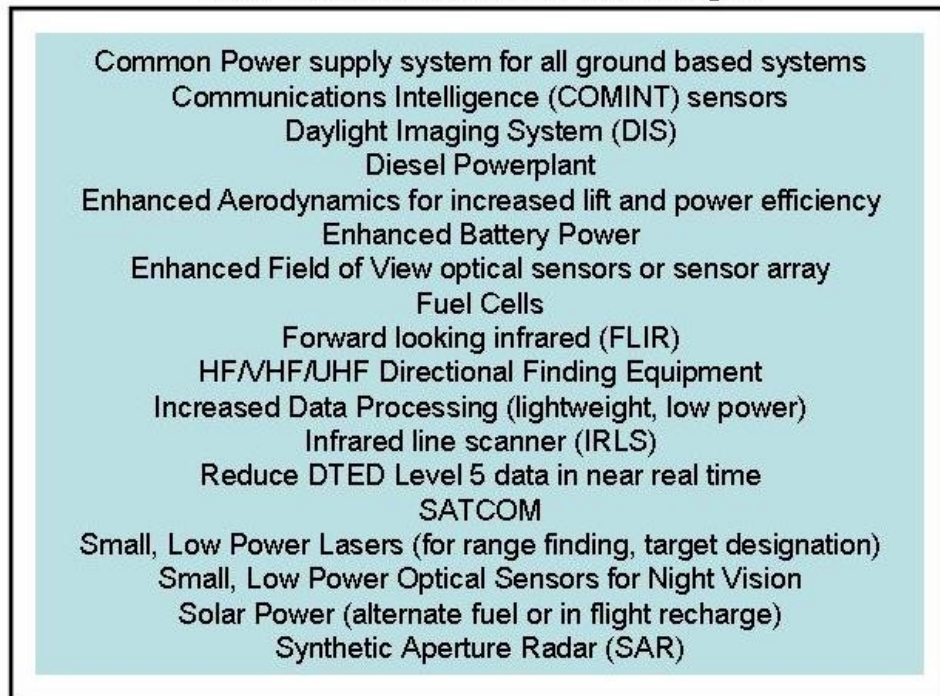 Common Power supply system for all ground based systems
Communications Intelligence (COMINT) sensors
Daylight Imaging System (DIS)
Diesel Powerplant
Enhanced Aerodynamics for increased lift and power efficiency
Enhanced Battery Power
Enhanced Field of View optical sensors or sensor array
Fuel Cells
Forward looking infrared (FLIR)
HF/VHF/UHF Directional Finding Equipment
Increased Data Processing (lightweight, low power)
Infrared line scanner (IRLS)
Reduce DTED Level 5 data in near real time
SATCOM
Small, Low Power Lasers (for range finding, target designation)
Small, Low Power Optical Sensors for Night Vision
Solar Power (alternate fuel or in flight recharge)
Synthetic Aperture Radar (SAR)